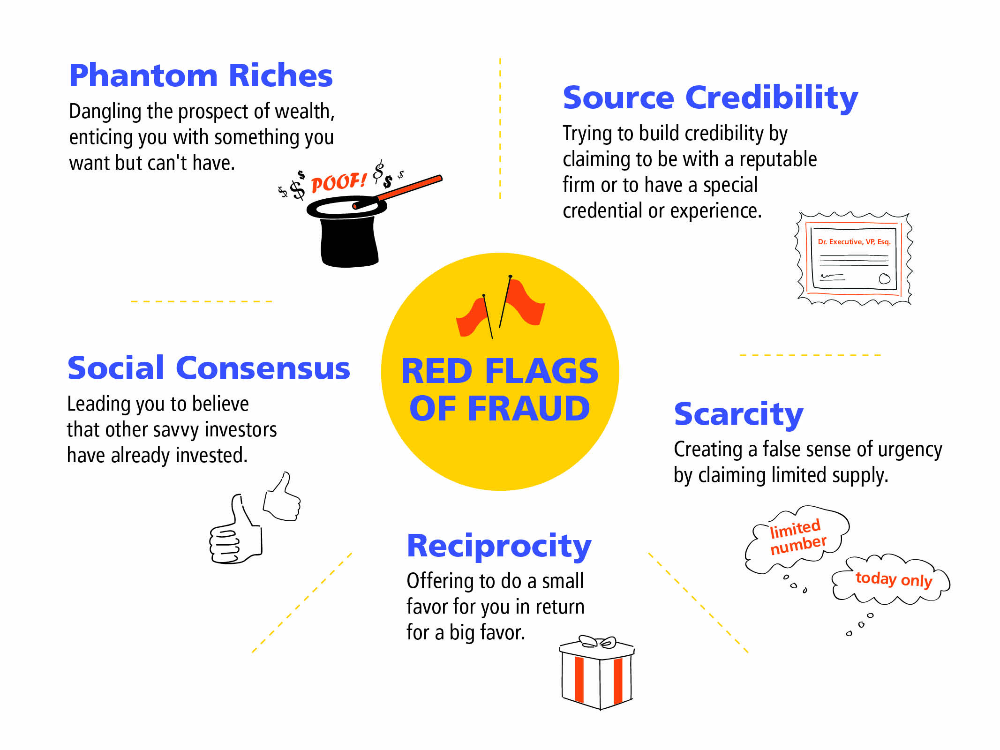 Phantom Riches
Dangling the prospect of wealth,
enticing you with something you
want but can't have.
$ $ $ POOF! $ $ $
Source Credibility
Trying to build credibility by
claiming to be with a reputable
firm or to have a special
credential or experience.
Dr. Executive, VP, Esq.
RED FLAGS
OF FRAUD
Social Consensus
Leading you to believe
that other savvy investors
have already invested.
Scarcity
Creating a false sense of urgency
by claiming limited supply.
limited
number
today only
Reciprocity
Offering to do a small
favor for you in return
for a big favor.